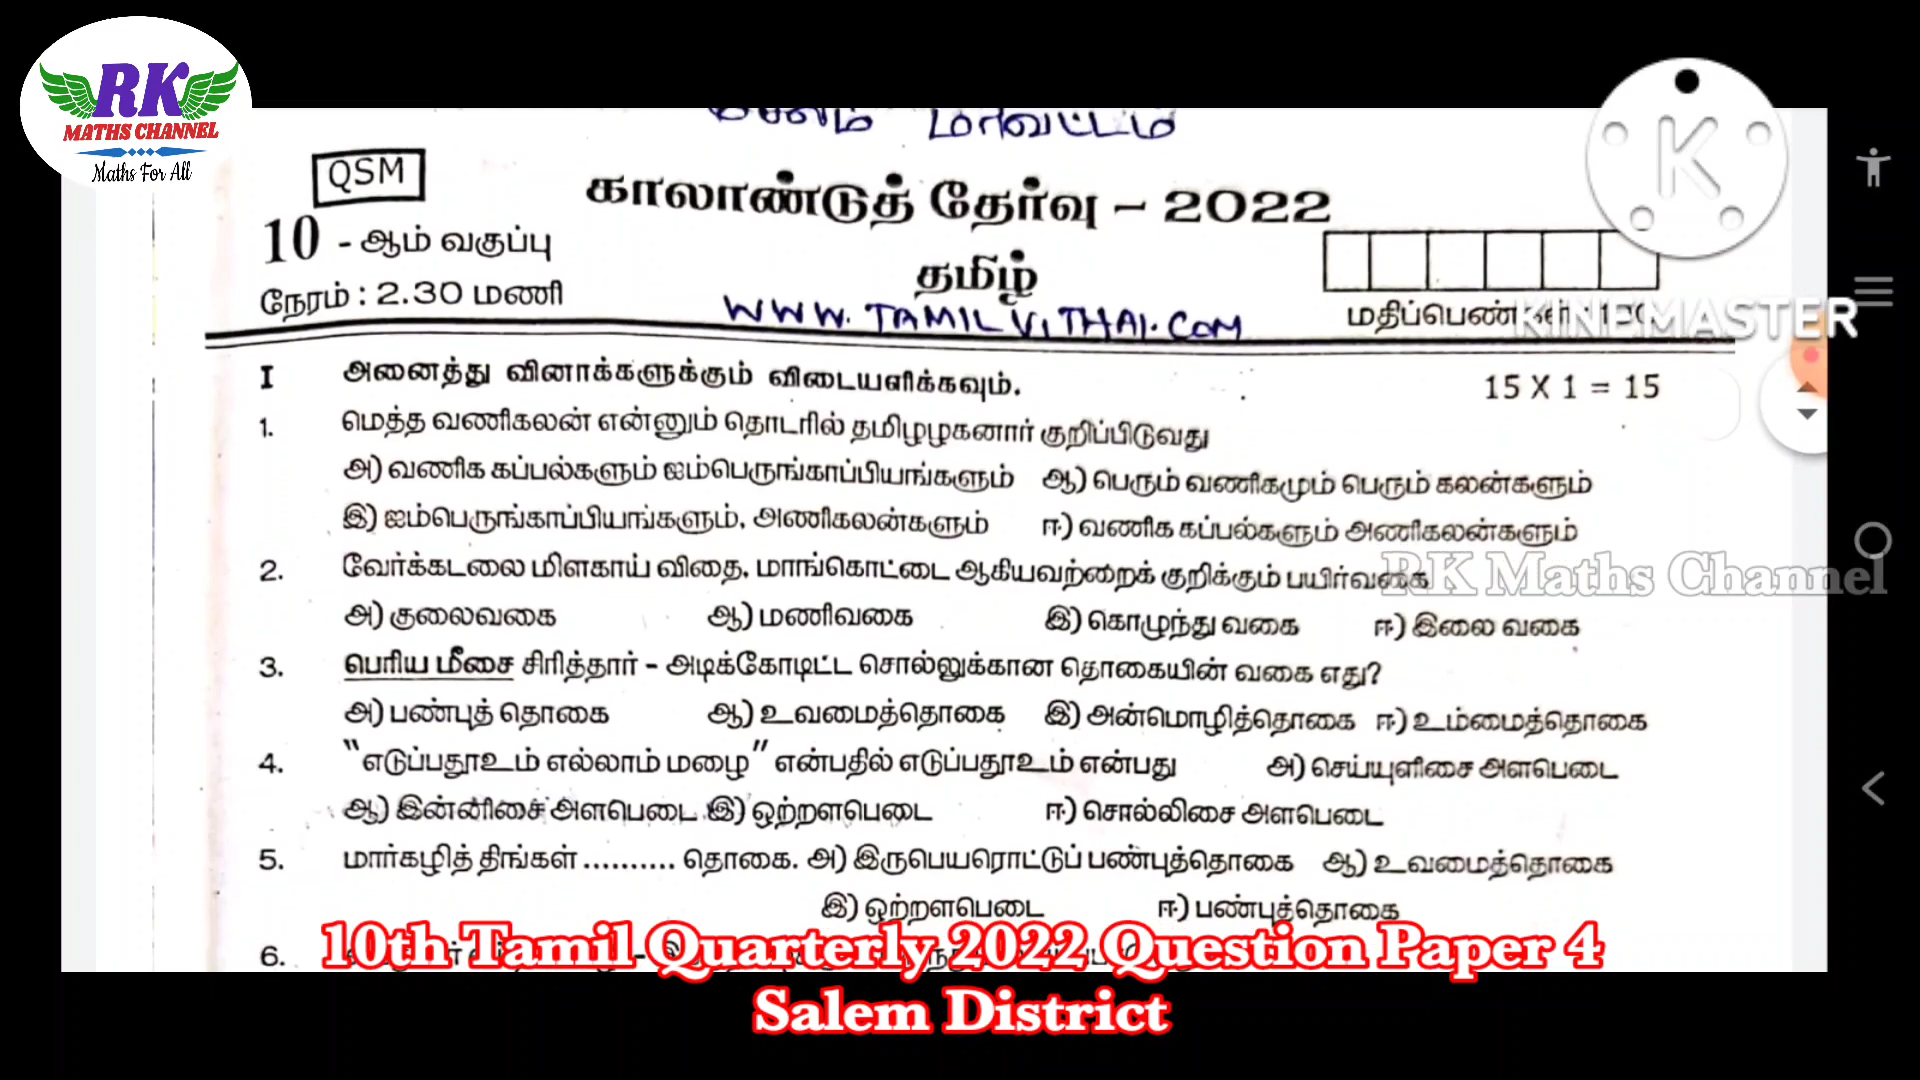 RK
MATHS CHANNEL
Maths For All
சேலம் மாவட்டம்
QSM
காலாண்டுத் தேர்வு – 2022
10 - ஆம் வகுப்பு
தமிழ்
நேரம் : 2.30 மணி
WWW.TAMILVITHAI.COM
மதிப்பெண்கள்
K
KINEMASTER
I அனைத்து வினாக்களுக்கும் விடையளிக்கவும். 15 X 1 = 15
1. மெத்த வணிகலன் என்னும் தொடரில் தமிழழகனார் குறிப்பிடுவது
அ) வணிக கப்பல்களும் ஐம்பெருங்காப்பியங்களும் ஆ) பெரும் வணிகமும் பெரும் கலன்களும்
இ) ஐம்பெருங்காப்பியங்களும், அணிகலன்களும் ஈ) வணிக கப்பல்களும் அணிகலன்களும்
2. வேர்க்கடலை மிளகாய் விதை, மாங்கொட்டை ஆகியவற்றைக் குறிக்கும் பயிர்வகை
RK Maths Channel
அ) குலைவகை ஆ) மணிவகை இ) கொழுந்து வகை ஈ) இலை வகை
3. பெரிய மீசை சிரித்தார் – அடிக்கோடிட்ட சொல்லுக்கான தொகையின் வகை எது?
அ) பண்புத் தொகை ஆ) உவமைத்தொகை இ) அன்மொழித்தொகை ஈ) உம்மைத்தொகை
4. “எடுப்பதூஉம் எல்லாம் மழை” என்பதில் எடுப்பதூஉம் என்பது அ) செய்யுளிசை அளபெடை
ஆ) இன்னிசை அளபெடை இ) ஒற்றளபெடை ஈ) சொல்லிசை அளபெடை
5. மார்கழித் திங்கள் .......... தொகை. அ) இருபெயரொட்டுப் பண்புத்தொகை ஆ) உவமைத்தொகை
இ) ஒற்றளபெடை ஈ) பண்புத்தொகை
6.
10th Tamil Quarterly 2022 Question Paper 4
Salem District